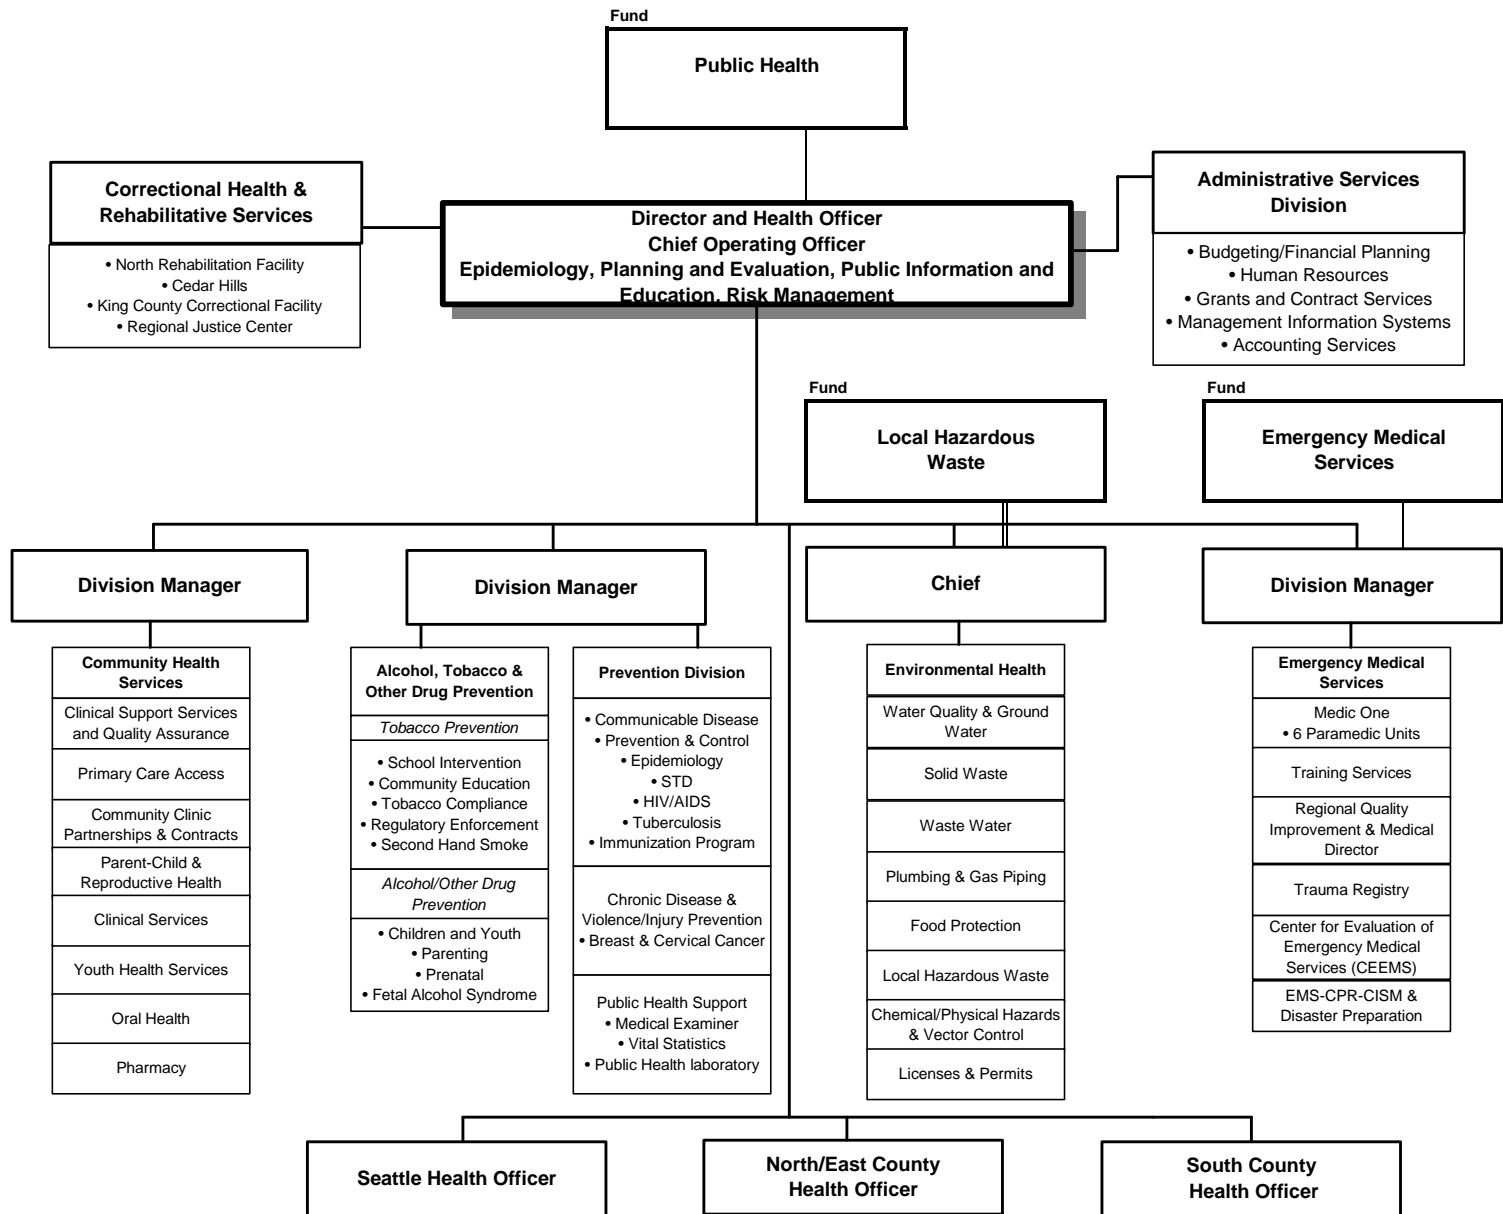 Fund
Public Health
Correctional Health &
Rehabilitative Services
• North Rehabilitation Facility
• Cedar Hills
• King County Correctional Facility
• Regional Justice Center
Director and Health Officer
Chief Operating Officer
Epidemiology, Planning and Evaluation, Public Information and
Education, Risk Management
Administrative Services
Division
• Budgeting/Financial Planning
• Human Resources
• Grants and Contract Services
• Management Information Systems
• Accounting Services
Fund
Local Hazardous
Waste
Fund
Emergency Medical
Services
Division Manager
Division Manager
Chief
Division Manager
Community Health
Services
Clinical Support Services
and Quality Assurance
Primary Care Access
Community Clinic
Partnerships & Contracts
Parent-Child &
Reproductive Health
Clinical Services
Youth Health Services
Oral Health
Pharmacy
Alcohol, Tobacco &
Other Drug Prevention
Tobacco Prevention
• School Intervention
• Community Education
• Tobacco Compliance
• Regulatory Enforcement
• Second Hand Smoke
Alcohol/Other Drug
Prevention
• Children and Youth
• Parenting
• Prenatal
• Fetal Alcohol Syndrome
Prevention Division
• Communicable Disease
• Prevention & Control
• Epidemiology
• STD
• HIV/AIDS
• Tuberculosis
• Immunization Program
Chronic Disease &
Violence/Injury Prevention
• Breast & Cervical Cancer
Public Health Support
• Medical Examiner
• Vital Statistics
• Public Health laboratory
Environmental Health
Water Quality & Ground
Water
Solid Waste
Waste Water
Plumbing & Gas Piping
Food Protection
Local Hazardous Waste
Chemical/Physical Hazards
& Vector Control
Licenses & Permits
Emergency Medical
Services
Medic One
• 6 Paramedic Units
Training Services
Regional Quality
Improvement & Medical
Director
Trauma Registry
Center for Evaluation of
Emergency Medical
Services (CEEMS)
EMS-CPR-CISM &
Disaster Preparation
Seattle Health Officer
North/East County
Health Officer
South County
Health Officer